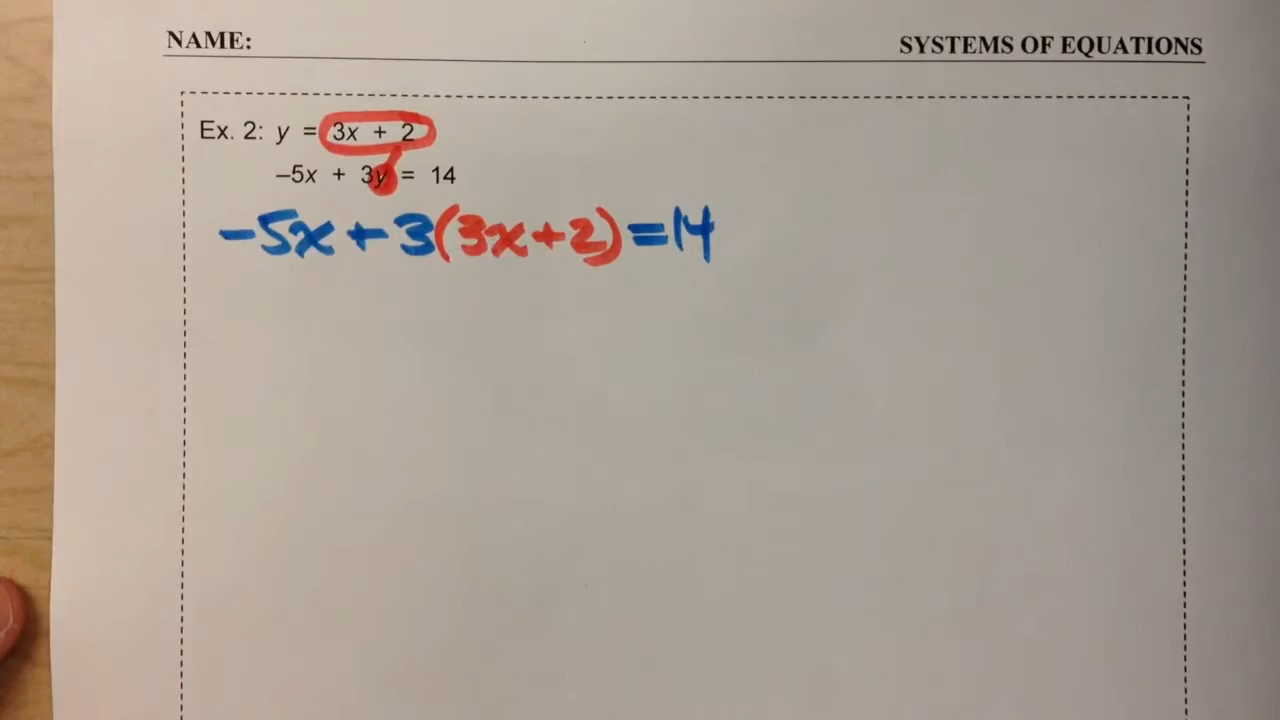 NAME:
SYSTEMS OF EQUATIONS
Ex. 2: y = 3x + 2
–5x + 3y = 14
-5x+3(3x+2)=14